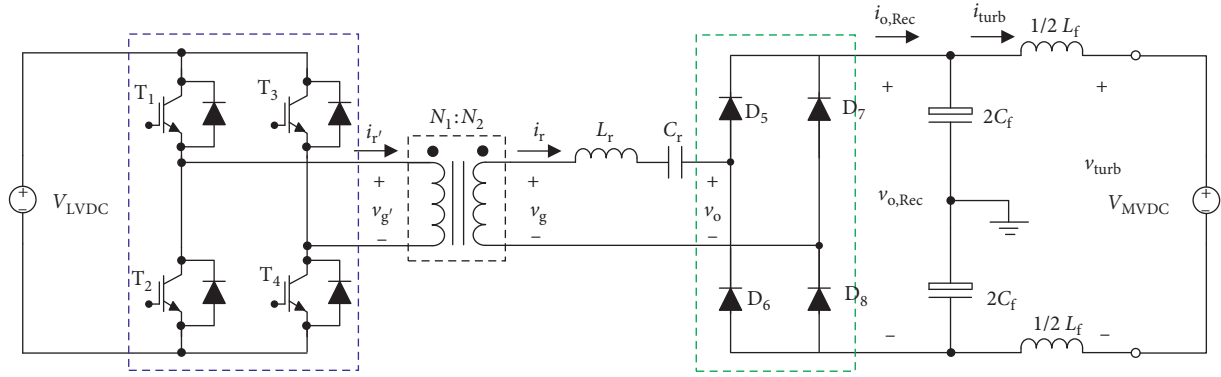 i_o,Rec
i_turb
1/2 L_f
T_1
T_3
D_5
D_7
2C_f
i_r'
N_1:N_2
i_r
L_r
C_r
+
+
+
+
+
V_LVDC
v_g'
v_g
v_o
v_o,Rec
v_turb
V_MVDC
−
−
−
T_2
T_4
D_6
D_8
2C_f
−
−
1/2 L_f